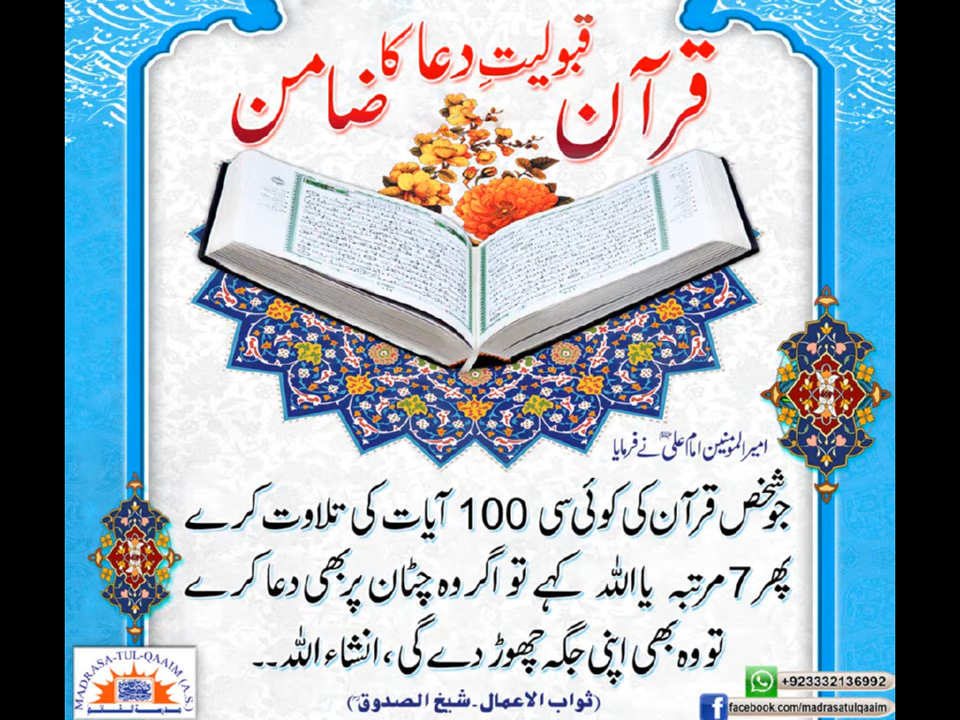 قرآن قبولیتِ دعا کا ضامن
امیرالمومنین امام علیؑ نے فرمایا
جو شخص قرآن کی کوئی سی 100 آیات کی تلاوت کرے
پھر 7 مرتبہ یا اللہ کہے تو اگر وہ چٹان پر بھی دعا کرے
تو وہ بھی اپنی جگہ چھوڑ دے گی، انشاء اللہ..
(ثواب الاعمال۔شیخ الصدوقؒ)
MADRASA-TUL-QAAIM (A.S.)
مدرسۃ القائم
+923332136992
facebook.com/madrasatulqaaim